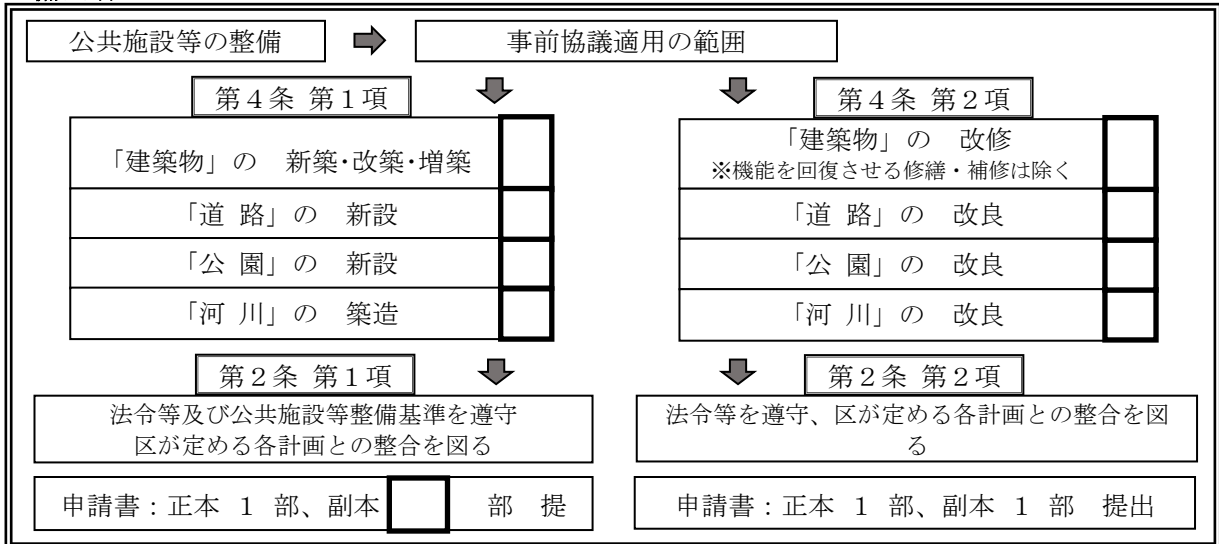 公共施設等の整備
事前協議適用の範囲
第4条 第1項
「建築物」の 新築・改築・増築
「道 路」の 新設
「公 園」の 新設
「河 川」の 築造
第2条 第1項
法令等及び公共施設等整備基準を遵守
区が定める各計画との整合を図る
申請書：正本 1 部、副本 部 提
第4条 第2項
「建築物」の 改修
※機能を回復させる修繕・補修は除く
「道 路」の 改良
「公 園」の 改良
「河 川」の 改良
第2条 第2項
法令等を遵守、区が定める各計画との整合を図
る
申請書：正本 1 部、副本 1 部 提出